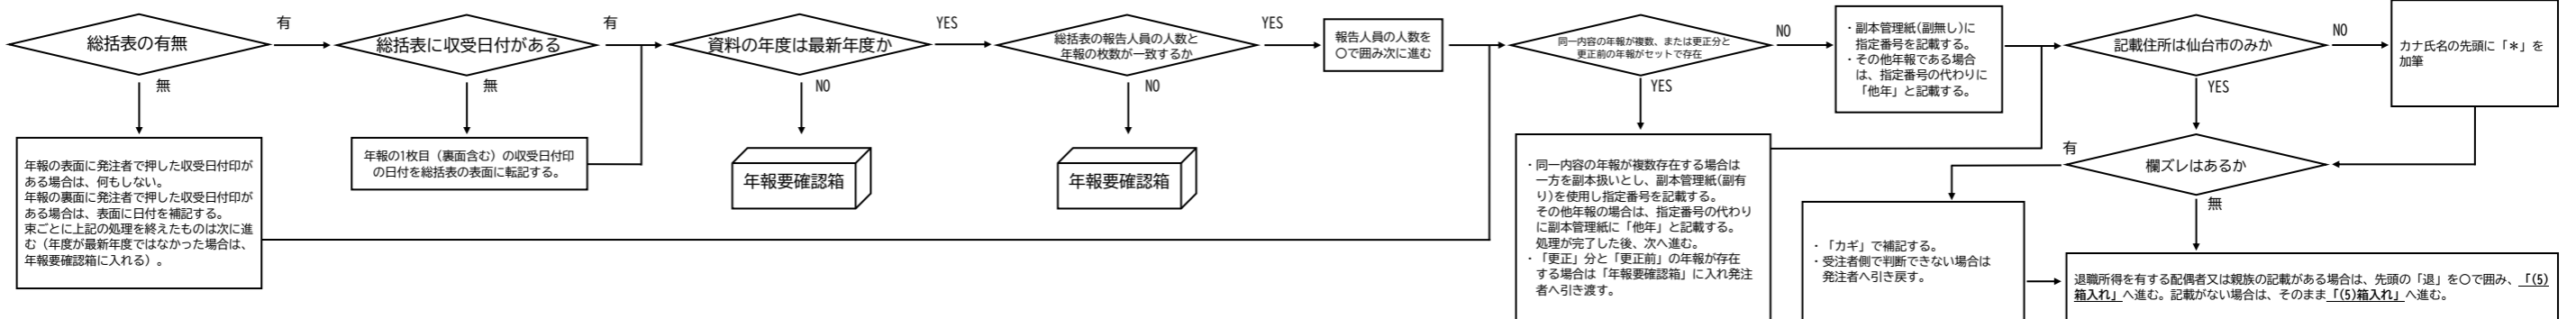 総括表の有無
有
無
年報の表面に発注者で押した収受日付印が
ある場合は、何もしない。
年報の裏面に発注者で押した収受日付印が
ある場合は、表面に日付を補記する。
束ごとに上記の処理を終えたものは次に進
む（年度が最新年度ではなかった場合は、
年報要確認箱に入れる）。
総括表に収受日付がある
有
無
年報の1枚目（裏面含む）の収受日付印
の日付を総括表の表面に転記する。
資料の年度は最新年度か
YES
NO
年報要確認箱
総括表の報告人員の人数と
年報の枚数が一致するか
YES
NO
年報要確認箱
報告人員の人数を
〇で囲み次に進む
同一内容の年報が複数、または更正分と
更正前の年報がセットで存在
NO
YES
・同一内容の年報が複数存在する場合は
一方を副本扱いとし、副本管理紙(副有
り)を使用し指定番号を記載する。
その他年報の場合は、指定番号の代わり
に副本管理紙に「他年」と記載する。
処理が完了した後、次へ進む。
・「更正」分と「更正前」の年報が存在
する場合は「年報要確認箱」に入れ発注
者へ引き渡す。
・副本管理紙(副無し)に
指定番号を記載する。
・その他年報である場合
は、指定番号の代わりに
「他年」と記載する。
記載住所は仙台市のみか
NO
YES
カナ氏名の先頭に「＊」を
加筆
欄ズレはあるか
有
無
・「カギ」で補記する。
・受注者側で判断できない場合は
発注者へ引き戻す。
退職所得を有する配偶者又は親族の記載がある場合は、先頭の「退」を〇で囲み、「(5)
箱入れ」へ進む。記載がない場合は、そのまま「(5)箱入れ」へ進む。